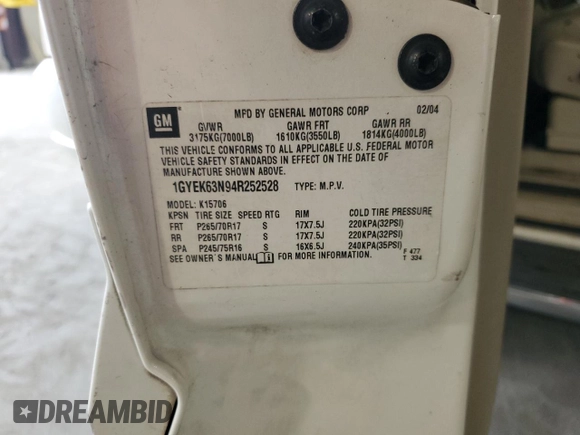 GM
MFD BY GENERAL MOTORS CORP 02/04
GVWR GAWR FRT GAWR RR
3175KG(7000LB) 1610KG(3550LB) 1814KG(4000LB)
THIS VEHICLE CONFORMS TO ALL APPLICABLE U.S. FEDERAL MOTOR
VEHICLE SAFETY STANDARDS IN EFFECT ON THE DATE OF
MANUFACTURE SHOWN ABOVE.
1GYEK63N94R252528 TYPE: M.P.V.
MODEL: K15706
KPSN TIRE SIZE SPEED RTG RIM COLD TIRE PRESSURE
FRT P265/70R17 S 17X7.5J 220KPA(32PSI)
RR P265/70R17 S 17X7.5J 220KPA(32PSI)
SPA P245/75R16 S 16X6.5J 240KPA(35PSI)
SEE OWNER'S MANUAL FOR MORE INFORMATION F 477
T 334
DREAMBID